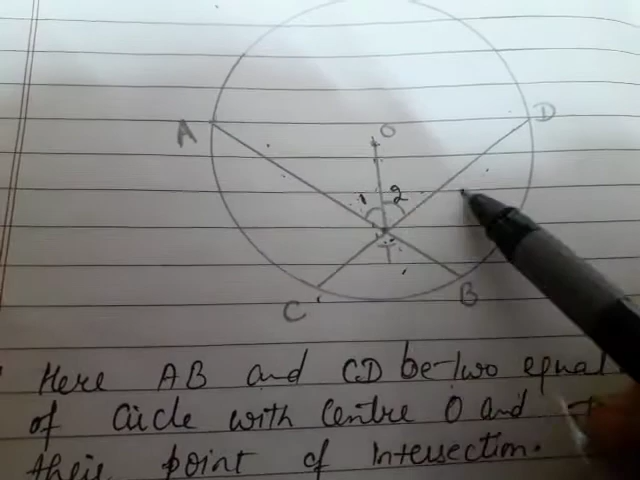 A
O
D
1
2
C
B
Here AB and CD be two equal
of circle with centre O and
their point of Intersection.